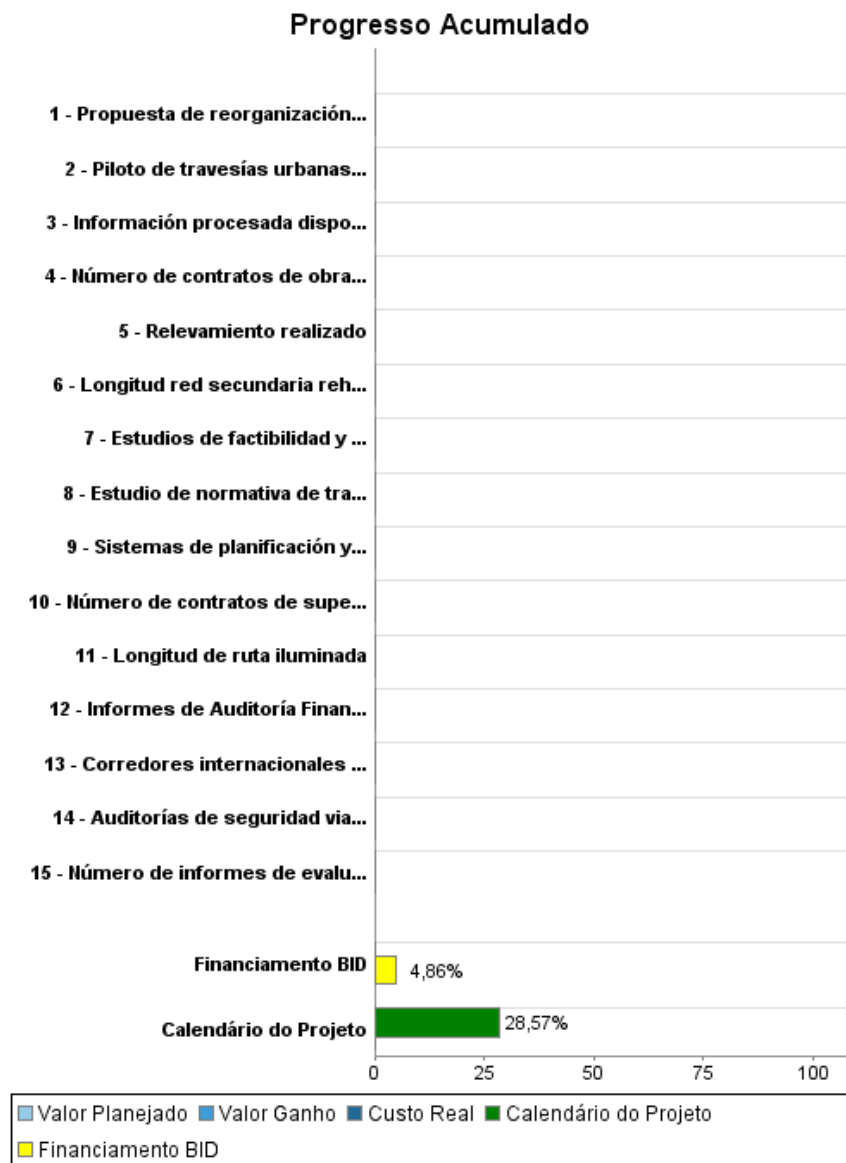 Progresso Acumulado
1 - Propuesta de reorganización...
2 - Piloto de travesías urbanas...
3 - Información procesada dispo...
4 - Número de contratos de obra...
5 - Relevamiento realizado
6 - Longitud red secundaria reh...
7 - Estudios de factibilidad y ...
8 - Estudio de normativa de tra...
9 - Sistemas de planificación y...
10 - Número de contratos de supe...
11 - Longitud de ruta iluminada
12 - Informes de Auditoría Finan...
13 - Corredores internacionales ...
14 - Auditorías de seguridad via...
15 - Número de informes de evalu...
Financiamento BID 4,86%
Calendário do Projeto 28,57%
0 25 50 75 100
Valor Planejado Valor Ganho Custo Real Calendário do Projeto
Financiamento BID